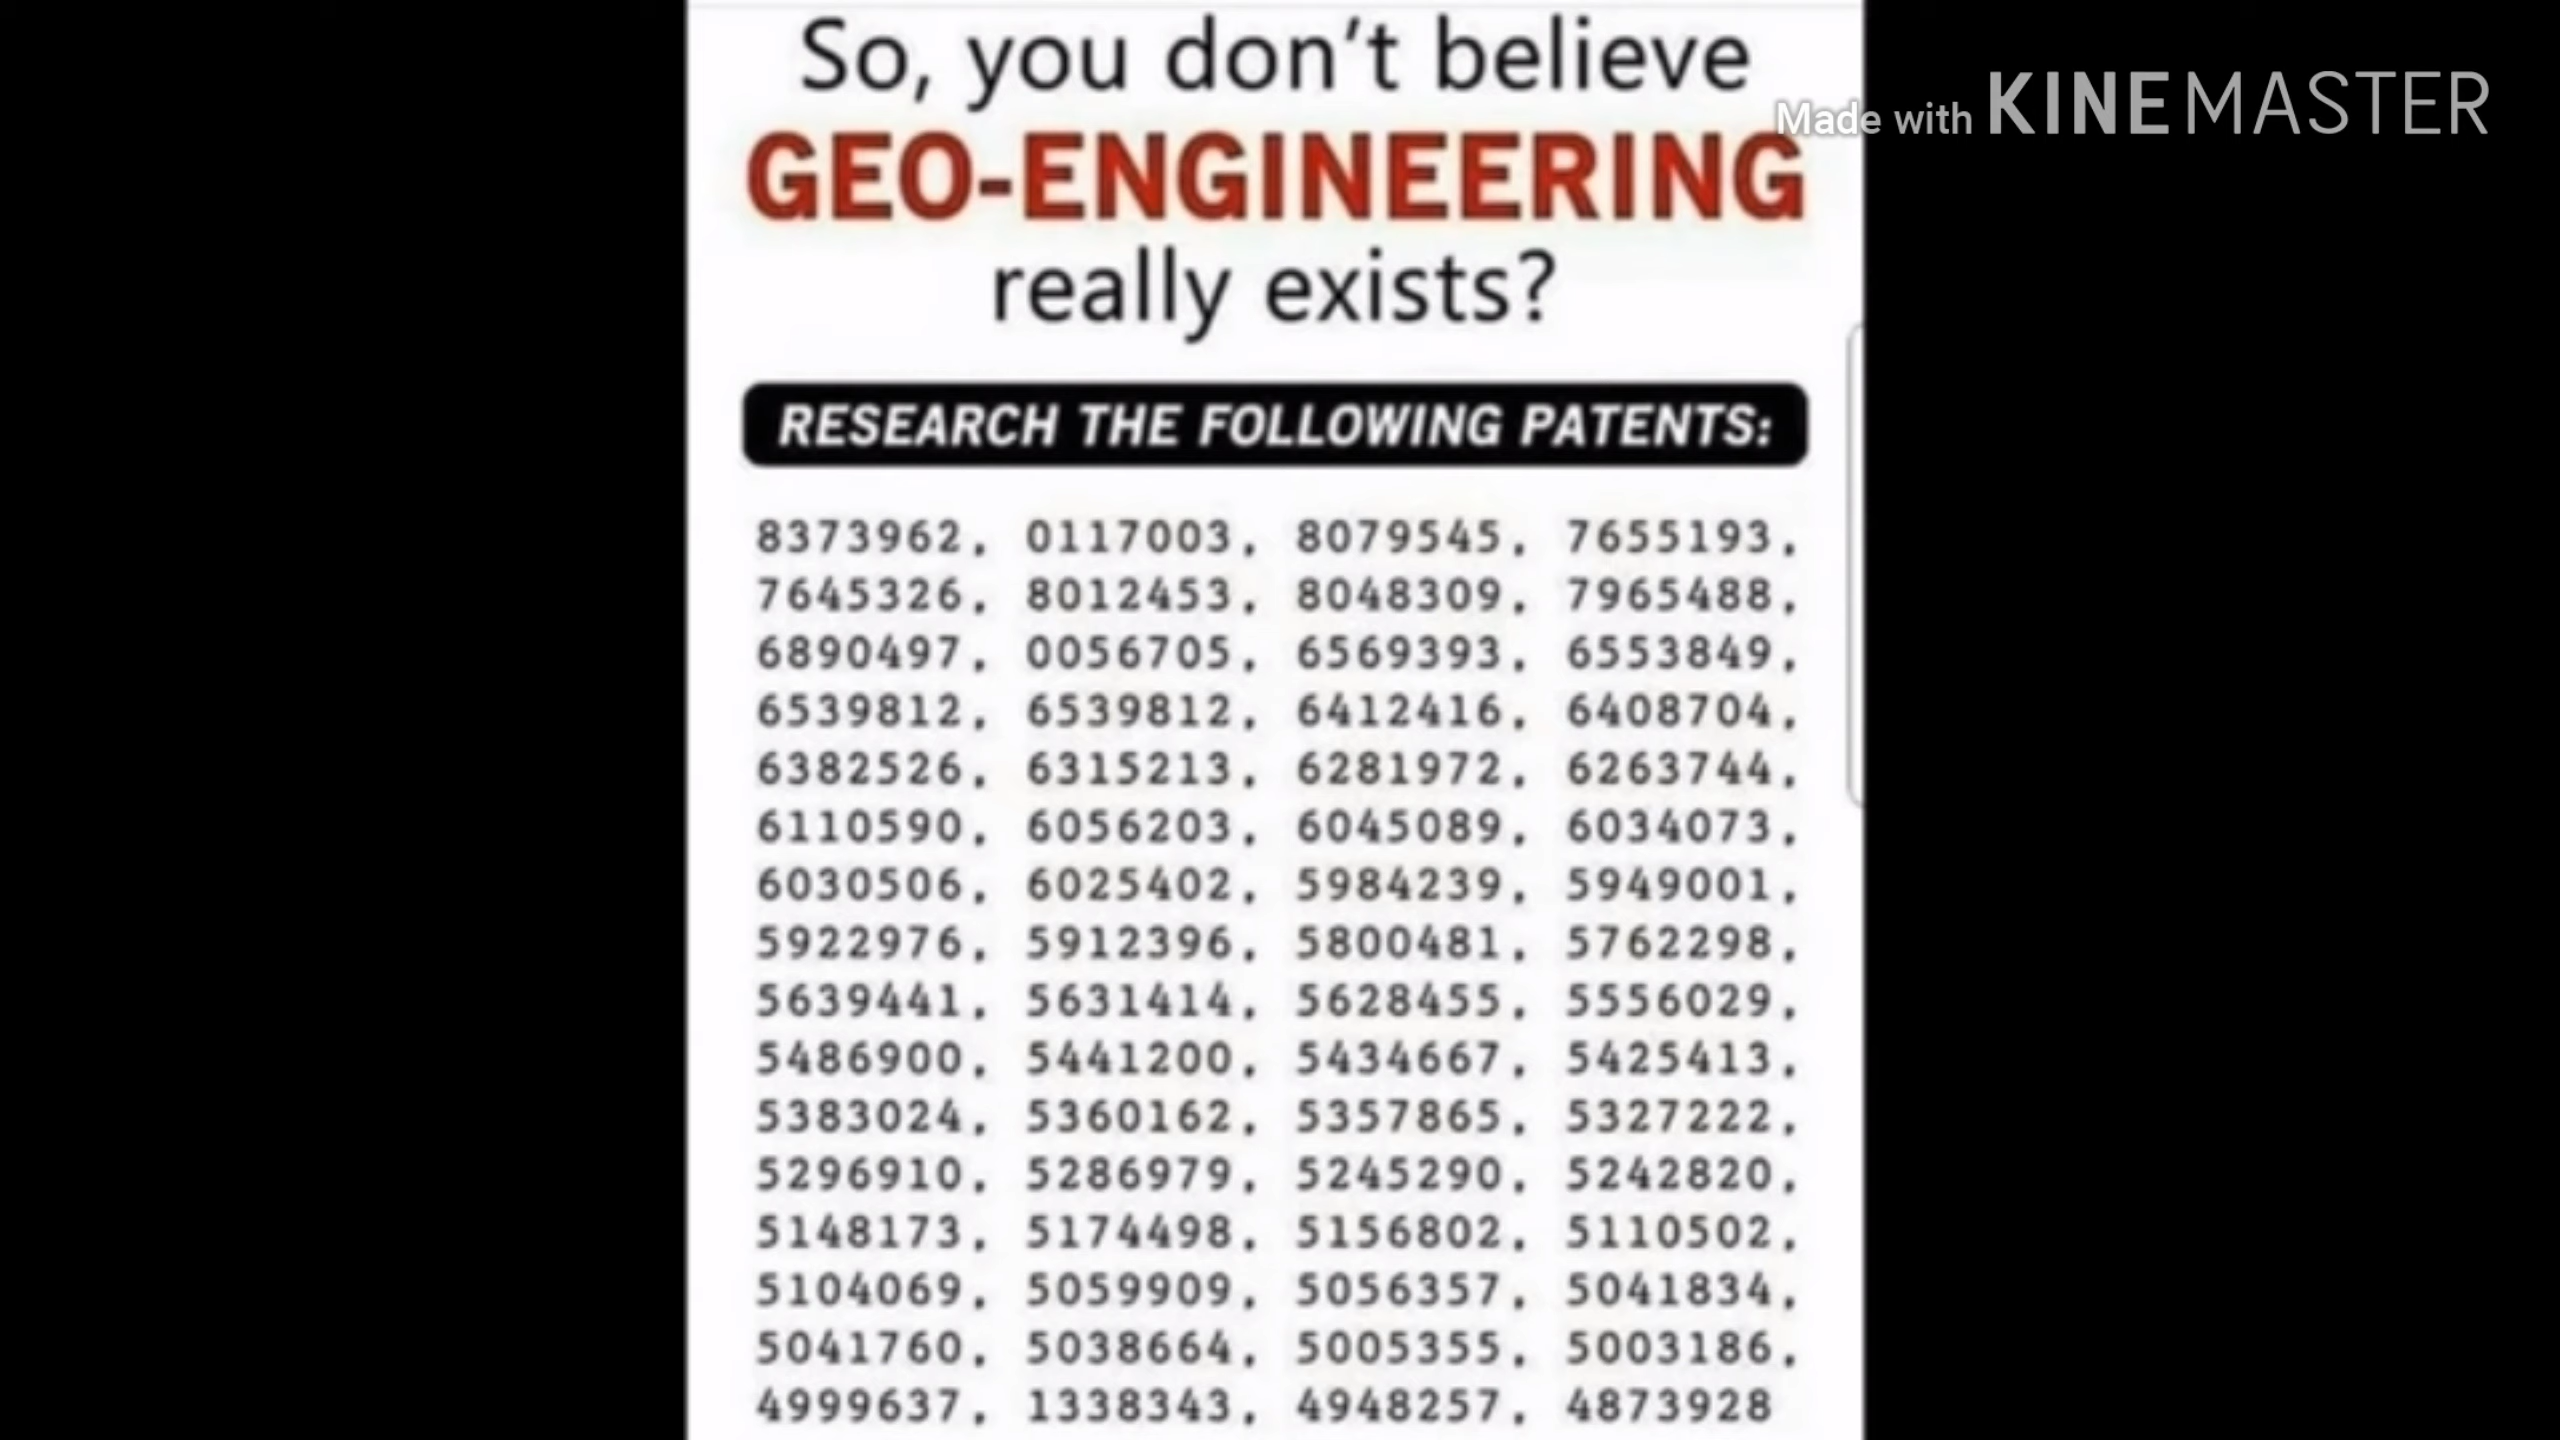 So, you don't believe
Made with KINEMASTER
GEO-ENGINEERING
really exists?
RESEARCH THE FOLLOWING PATENTS:
8373962, 0117003, 8079545, 7655193,
7645326, 8012453, 8048309, 7965488,
6890497, 0056705, 6569393, 6553849,
6539812, 6539812, 6412416, 6408704,
6382526, 6315213, 6281972, 6263744,
6110590, 6056203, 6045089, 6034073,
6030506, 6025402, 5984239, 5949001,
5922976, 5912396, 5800481, 5762298,
5639441, 5631414, 5628455, 5556029,
5486900, 5441200, 5434667, 5425413,
5383024, 5360162, 5357865, 5327222,
5296910, 5286979, 5245290, 5242820,
5148173, 5174498, 5156802, 5110502,
5104069, 5059909, 5056357, 5041834,
5041760, 5038664, 5005355, 5003186,
4999637, 1338343, 4948257, 4873928